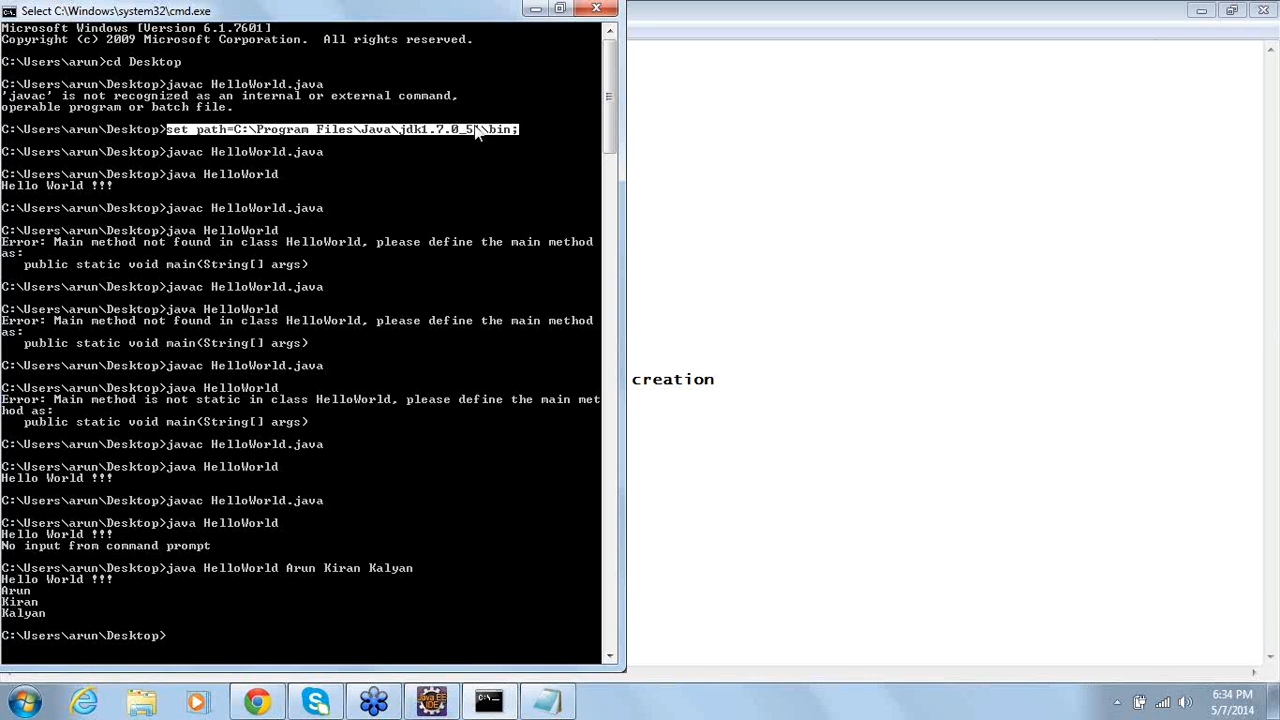 Select C:\Windows\system32\cmd.exe
Microsoft Windows [Version 6.1.7601]
Copyright (c) 2009 Microsoft Corporation.  All rights reserved.
C:\Users\arun>cd Desktop
C:\Users\arun\Desktop>javac HelloWorld.java
'javac' is not recognized as an internal or external command,
operable program or batch file.
C:\Users\arun\Desktop>set path=C:\Program Files\Java\
C:\Users\arun\Desktop>javac HelloWorld.java
C:\Users\arun\Desktop>java HelloWorld
Hello World !!!
C:\Users\arun\Desktop>javac HelloWorld.java
C:\Users\arun\Desktop>java HelloWorld
Error: Main method not found in class HelloWorld, please define the main method
as:
   public static void main(String[] args)
C:\Users\arun\Desktop>javac HelloWorld.java
C:\Users\arun\Desktop>java HelloWorld
Error: Main method not found in class HelloWorld, please define the main method
as:
   public static void main(String[] args)
C:\Users\arun\Desktop>javac HelloWorld.java
C:\Users\arun\Desktop>java HelloWorld
Error: Main method is not static in class HelloWorld, please define the main met
hod as:
   public static void main(String[] args)
C:\Users\arun\Desktop>javac HelloWorld.java
C:\Users\arun\Desktop>java HelloWorld
Hello World !!!
C:\Users\arun\Desktop>javac HelloWorld.java
C:\Users\arun\Desktop>java HelloWorld
Hello World !!!
No input from command prompt
C:\Users\arun\Desktop>java HelloWorld Arun Kiran Kalyan
Hello World !!!
Arun
Kiran
Kalyan
C:\Users\arun\Desktop>
creation
Java EE
IDE
C:\.
6:34 PM
5/7/2014